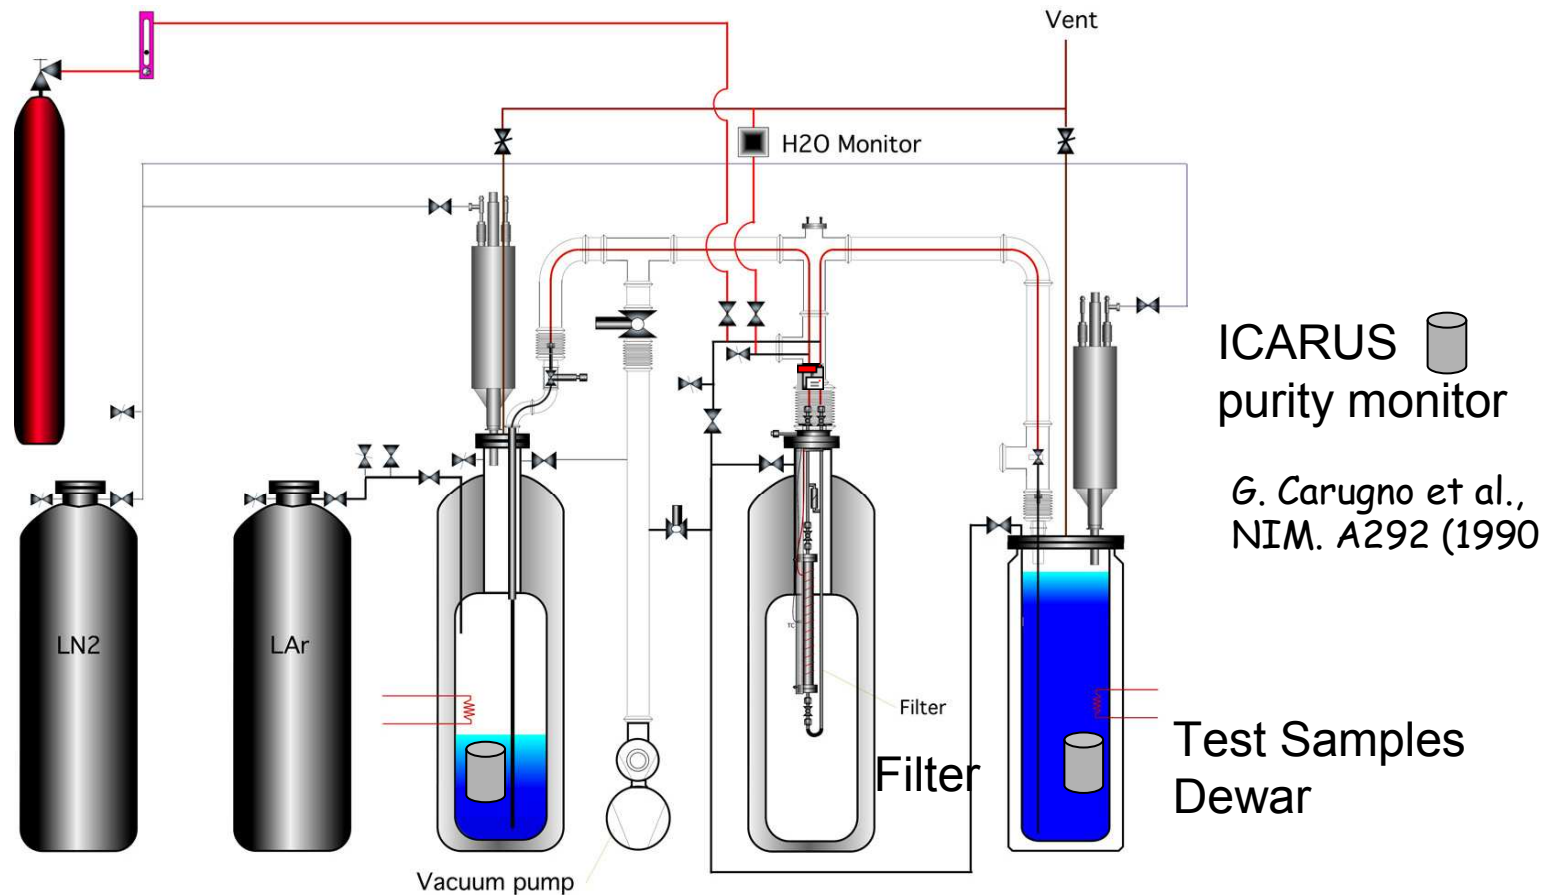 Vent
H2O Monitor
ICARUS
purity monitor
G. Carugno et al.,
NIM. A292 (1990
LN2
LAr
TC
Filter
Filter
Test Samples
Dewar
Vacuum pump